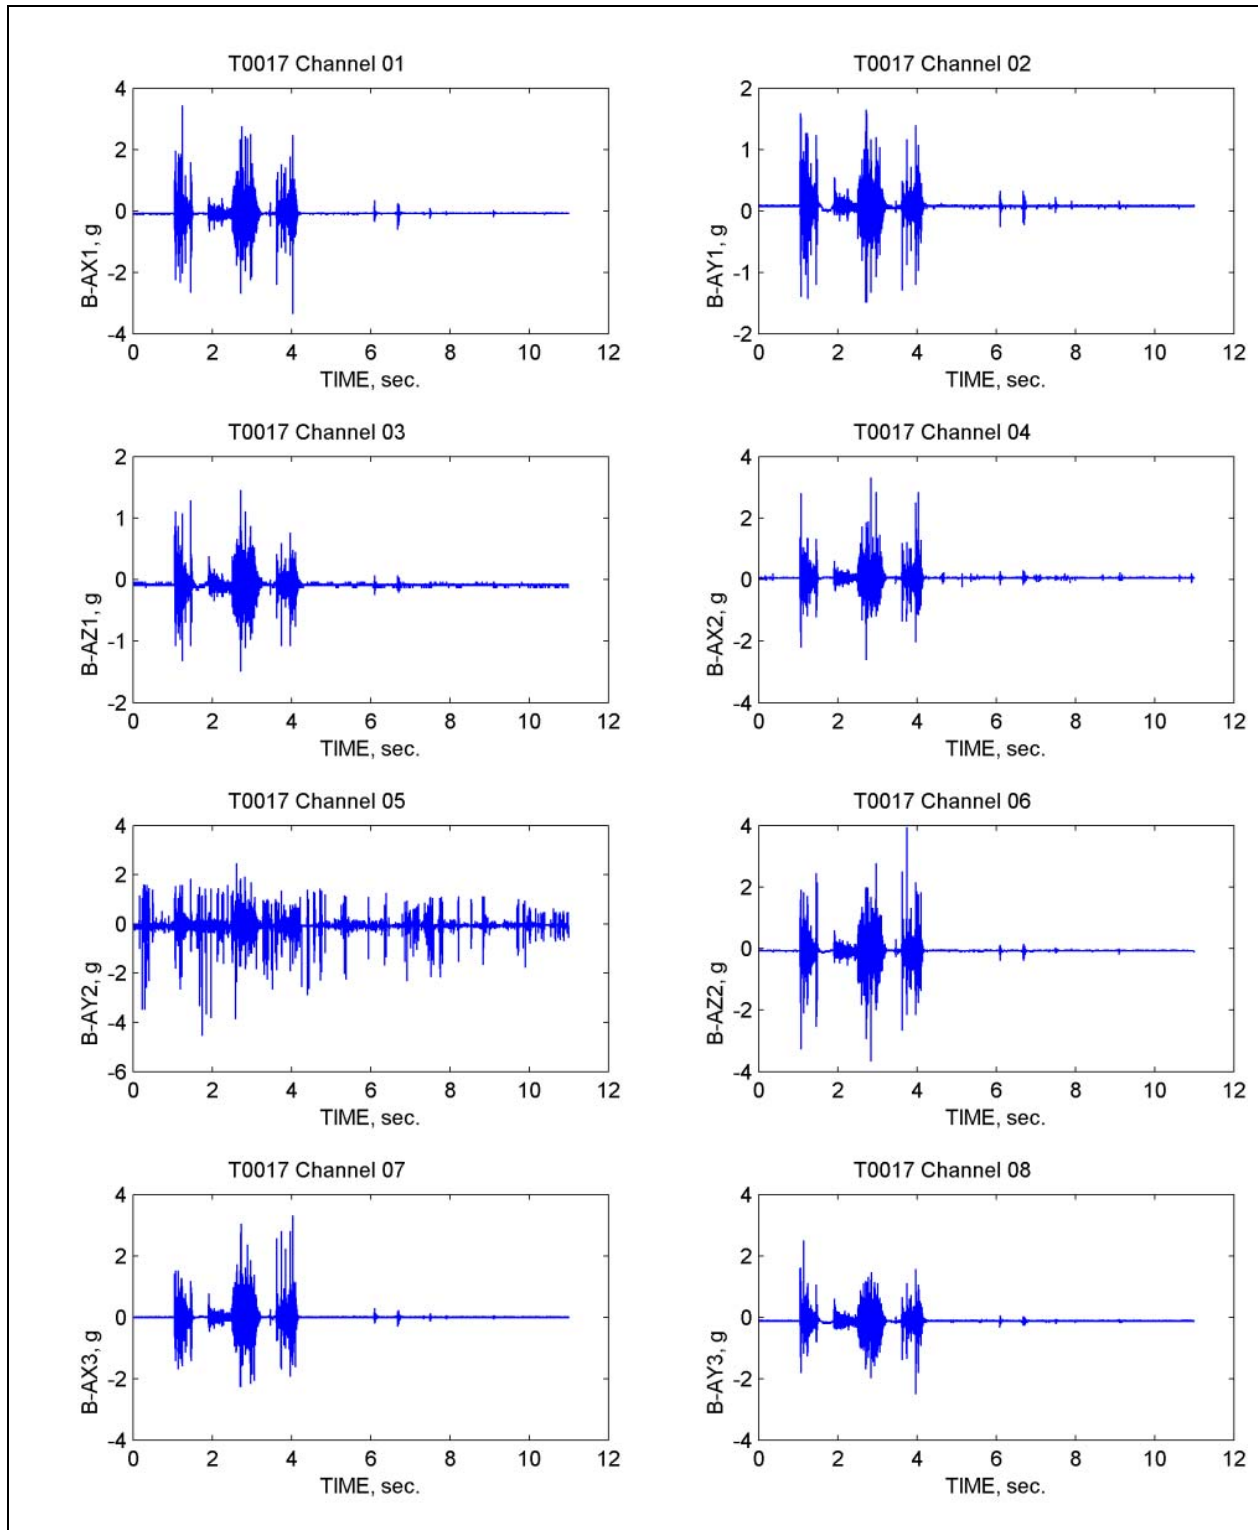 T0017 Channel 01
4
2
0
-2
-4
B-AX1, g
0 2 4 6 8 10 12
TIME, sec.
T0017 Channel 02
2
1
0
-1
-2
B-AY1, g
0 2 4 6 8 10 12
TIME, sec.
T0017 Channel 03
2
1
0
-1
-2
B-AZ1, g
0 2 4 6 8 10 12
TIME, sec.
T0017 Channel 04
4
2
0
-2
-4
B-AX2, g
0 2 4 6 8 10 12
TIME, sec.
T0017 Channel 05
4
2
0
-2
-4
-6
B-AY2, g
0 2 4 6 8 10 12
TIME, sec.
T0017 Channel 06
4
2
0
-2
-4
B-AZ2, g
0 2 4 6 8 10 12
TIME, sec.
T0017 Channel 07
4
2
0
-2
-4
B-AX3, g
0 2 4 6 8 10 12
TIME, sec.
T0017 Channel 08
4
2
0
-2
-4
B-AY3, g
0 2 4 6 8 10 12
TIME, sec.